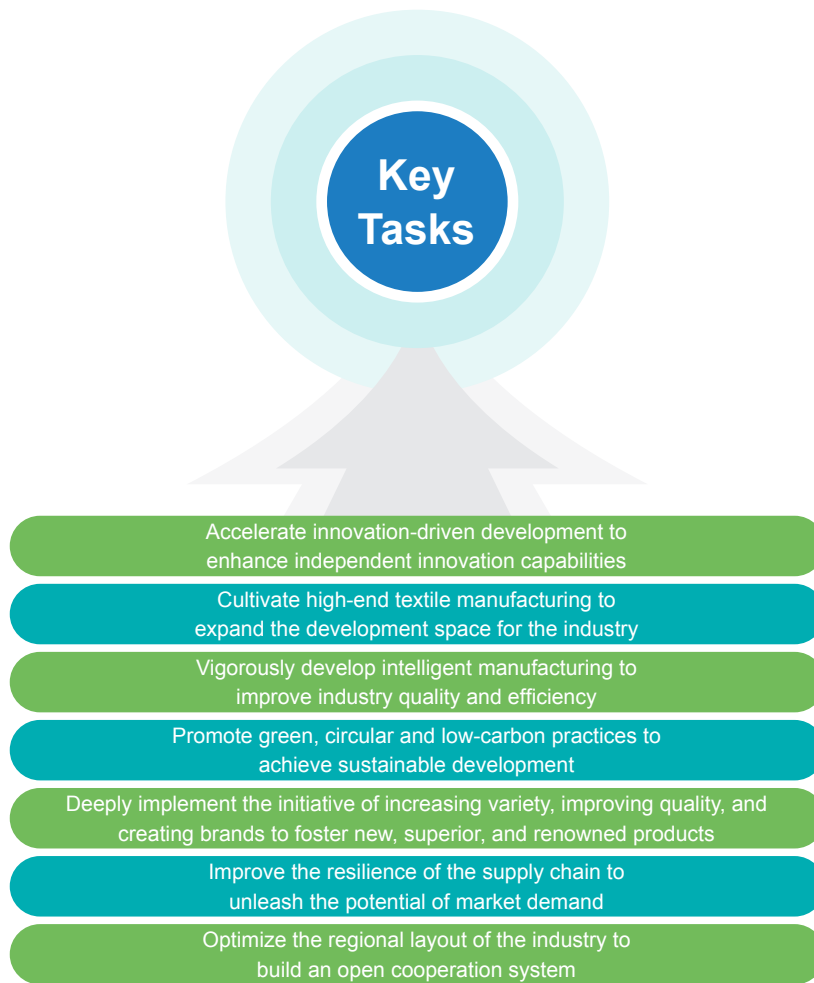 Key
Tasks
Accelerate innovation-driven development to
enhance independent innovation capabilities
Cultivate high-end textile manufacturing to
expand the development space for the industry
Vigorously develop intelligent manufacturing to
improve industry quality and efficiency
Promote green, circular and low-carbon practices to
achieve sustainable development
Deeply implement the initiative of increasing variety, improving quality, and
creating brands to foster new, superior, and renowned products
Improve the resilience of the supply chain to
unleash the potential of market demand
Optimize the regional layout of the industry to
build an open cooperation system